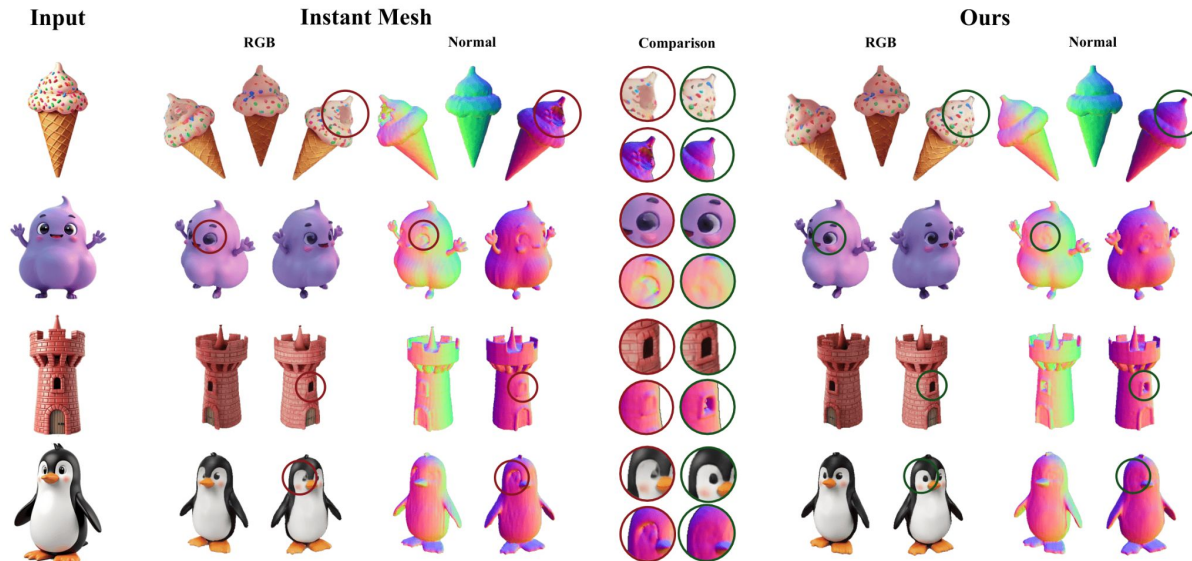 Input
Instant Mesh
Ours
RGB
Normal
Comparison
RGB
Normal